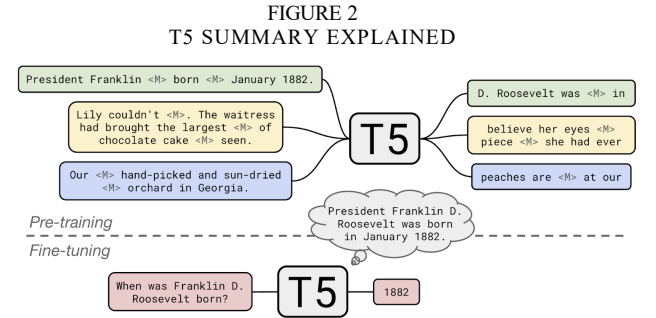 FIGURE 2
T5 SUMMARY EXPLAINED
President Franklin <M> born <M> January 1882.
Lily couldn't <M>. The waitress
had brought the largest <M> of
chocolate cake <M> seen.
Our <M> hand-picked and sun-dried
<M> orchard in Georgia.
T5
D. Roosevelt was <M> in
believe her eyes <M>
piece <M> she had ever
peaches are <M> at our
Pre-training
President Franklin D.
Roosevelt was born
in January 1882.
Fine-tuning
When was Franklin D.
Roosevelt born?
T5
1882